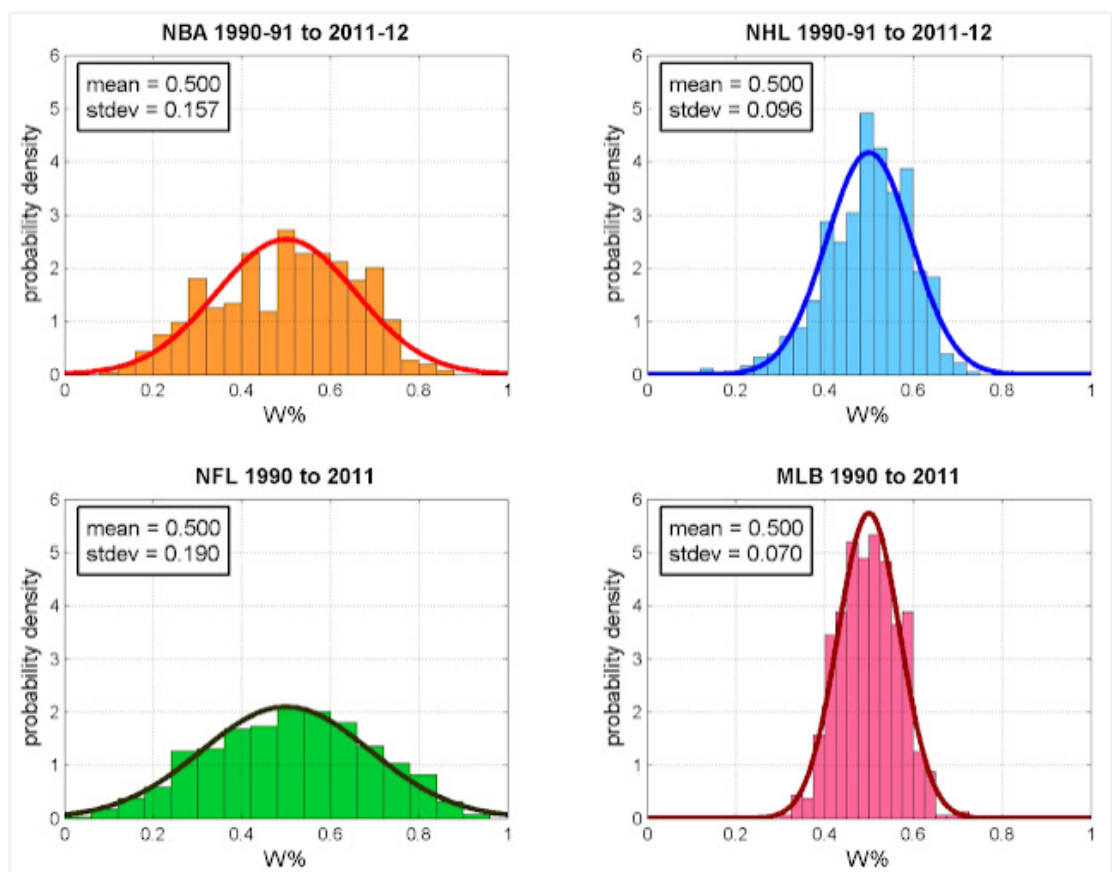 NBA 1990-91 to 2011-12
mean = 0.500
stdev = 0.157
probability density
6
5
4
3
2
1
0
0 0.2 0.4 0.6 0.8 1
W%
NHL 1990-91 to 2011-12
mean = 0.500
stdev = 0.096
probability density
6
5
4
3
2
1
0
0 0.2 0.4 0.6 0.8 1
W%
NFL 1990 to 2011
mean = 0.500
stdev = 0.190
probability density
6
5
4
3
2
1
0
0 0.2 0.4 0.6 0.8 1
W%
MLB 1990 to 2011
mean = 0.500
stdev = 0.070
probability density
6
5
4
3
2
1
0
0 0.2 0.4 0.6 0.8 1
W%